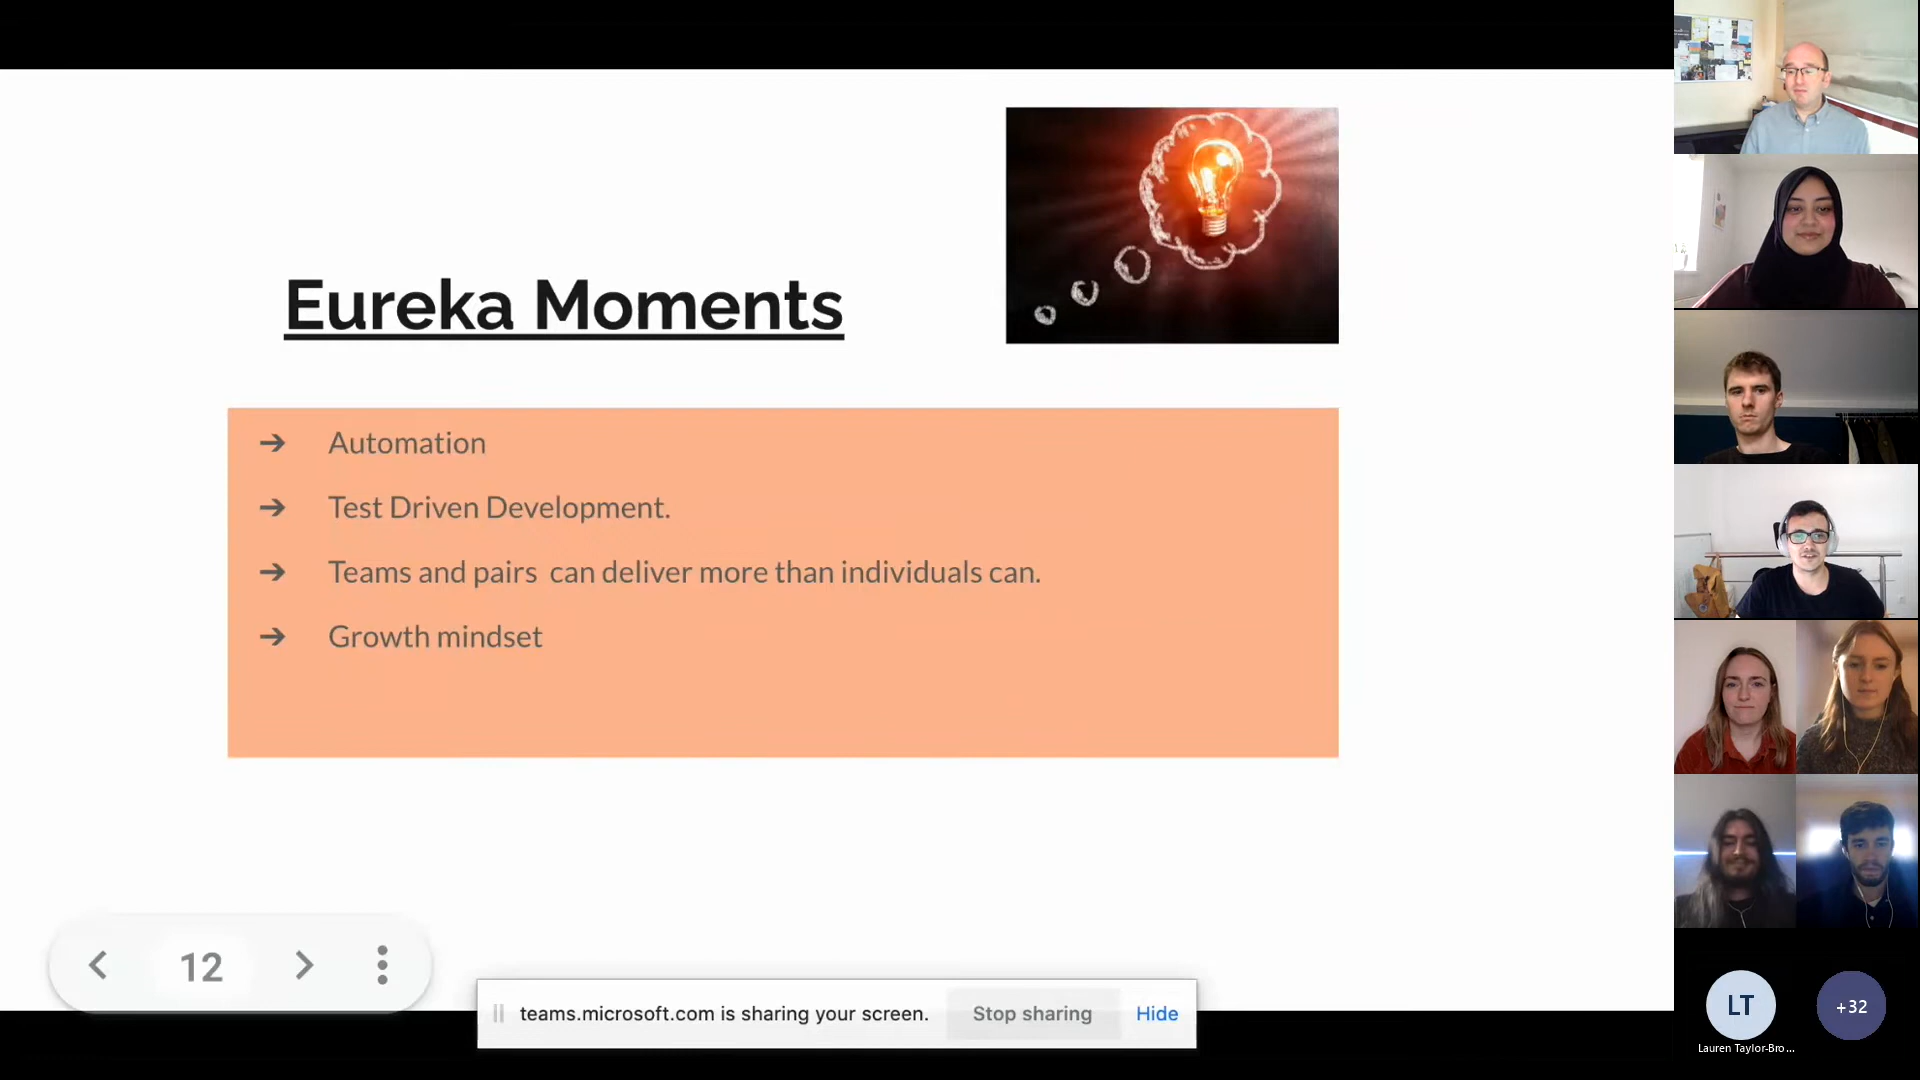 Eureka Moments
➔ Automation
➔ Test Driven Development.
➔ Teams and pairs can deliver more than individuals can.
➔ Growth mindset
12
teams.microsoft.com is sharing your screen.
Stop sharing
Hide
LT
+32
Lauren Taylor-Bro...